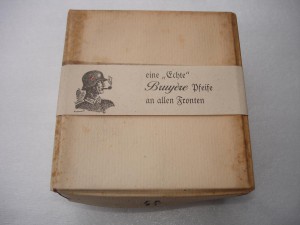 eine „Echte"
Bruyère Pfeife
an allen Fronten